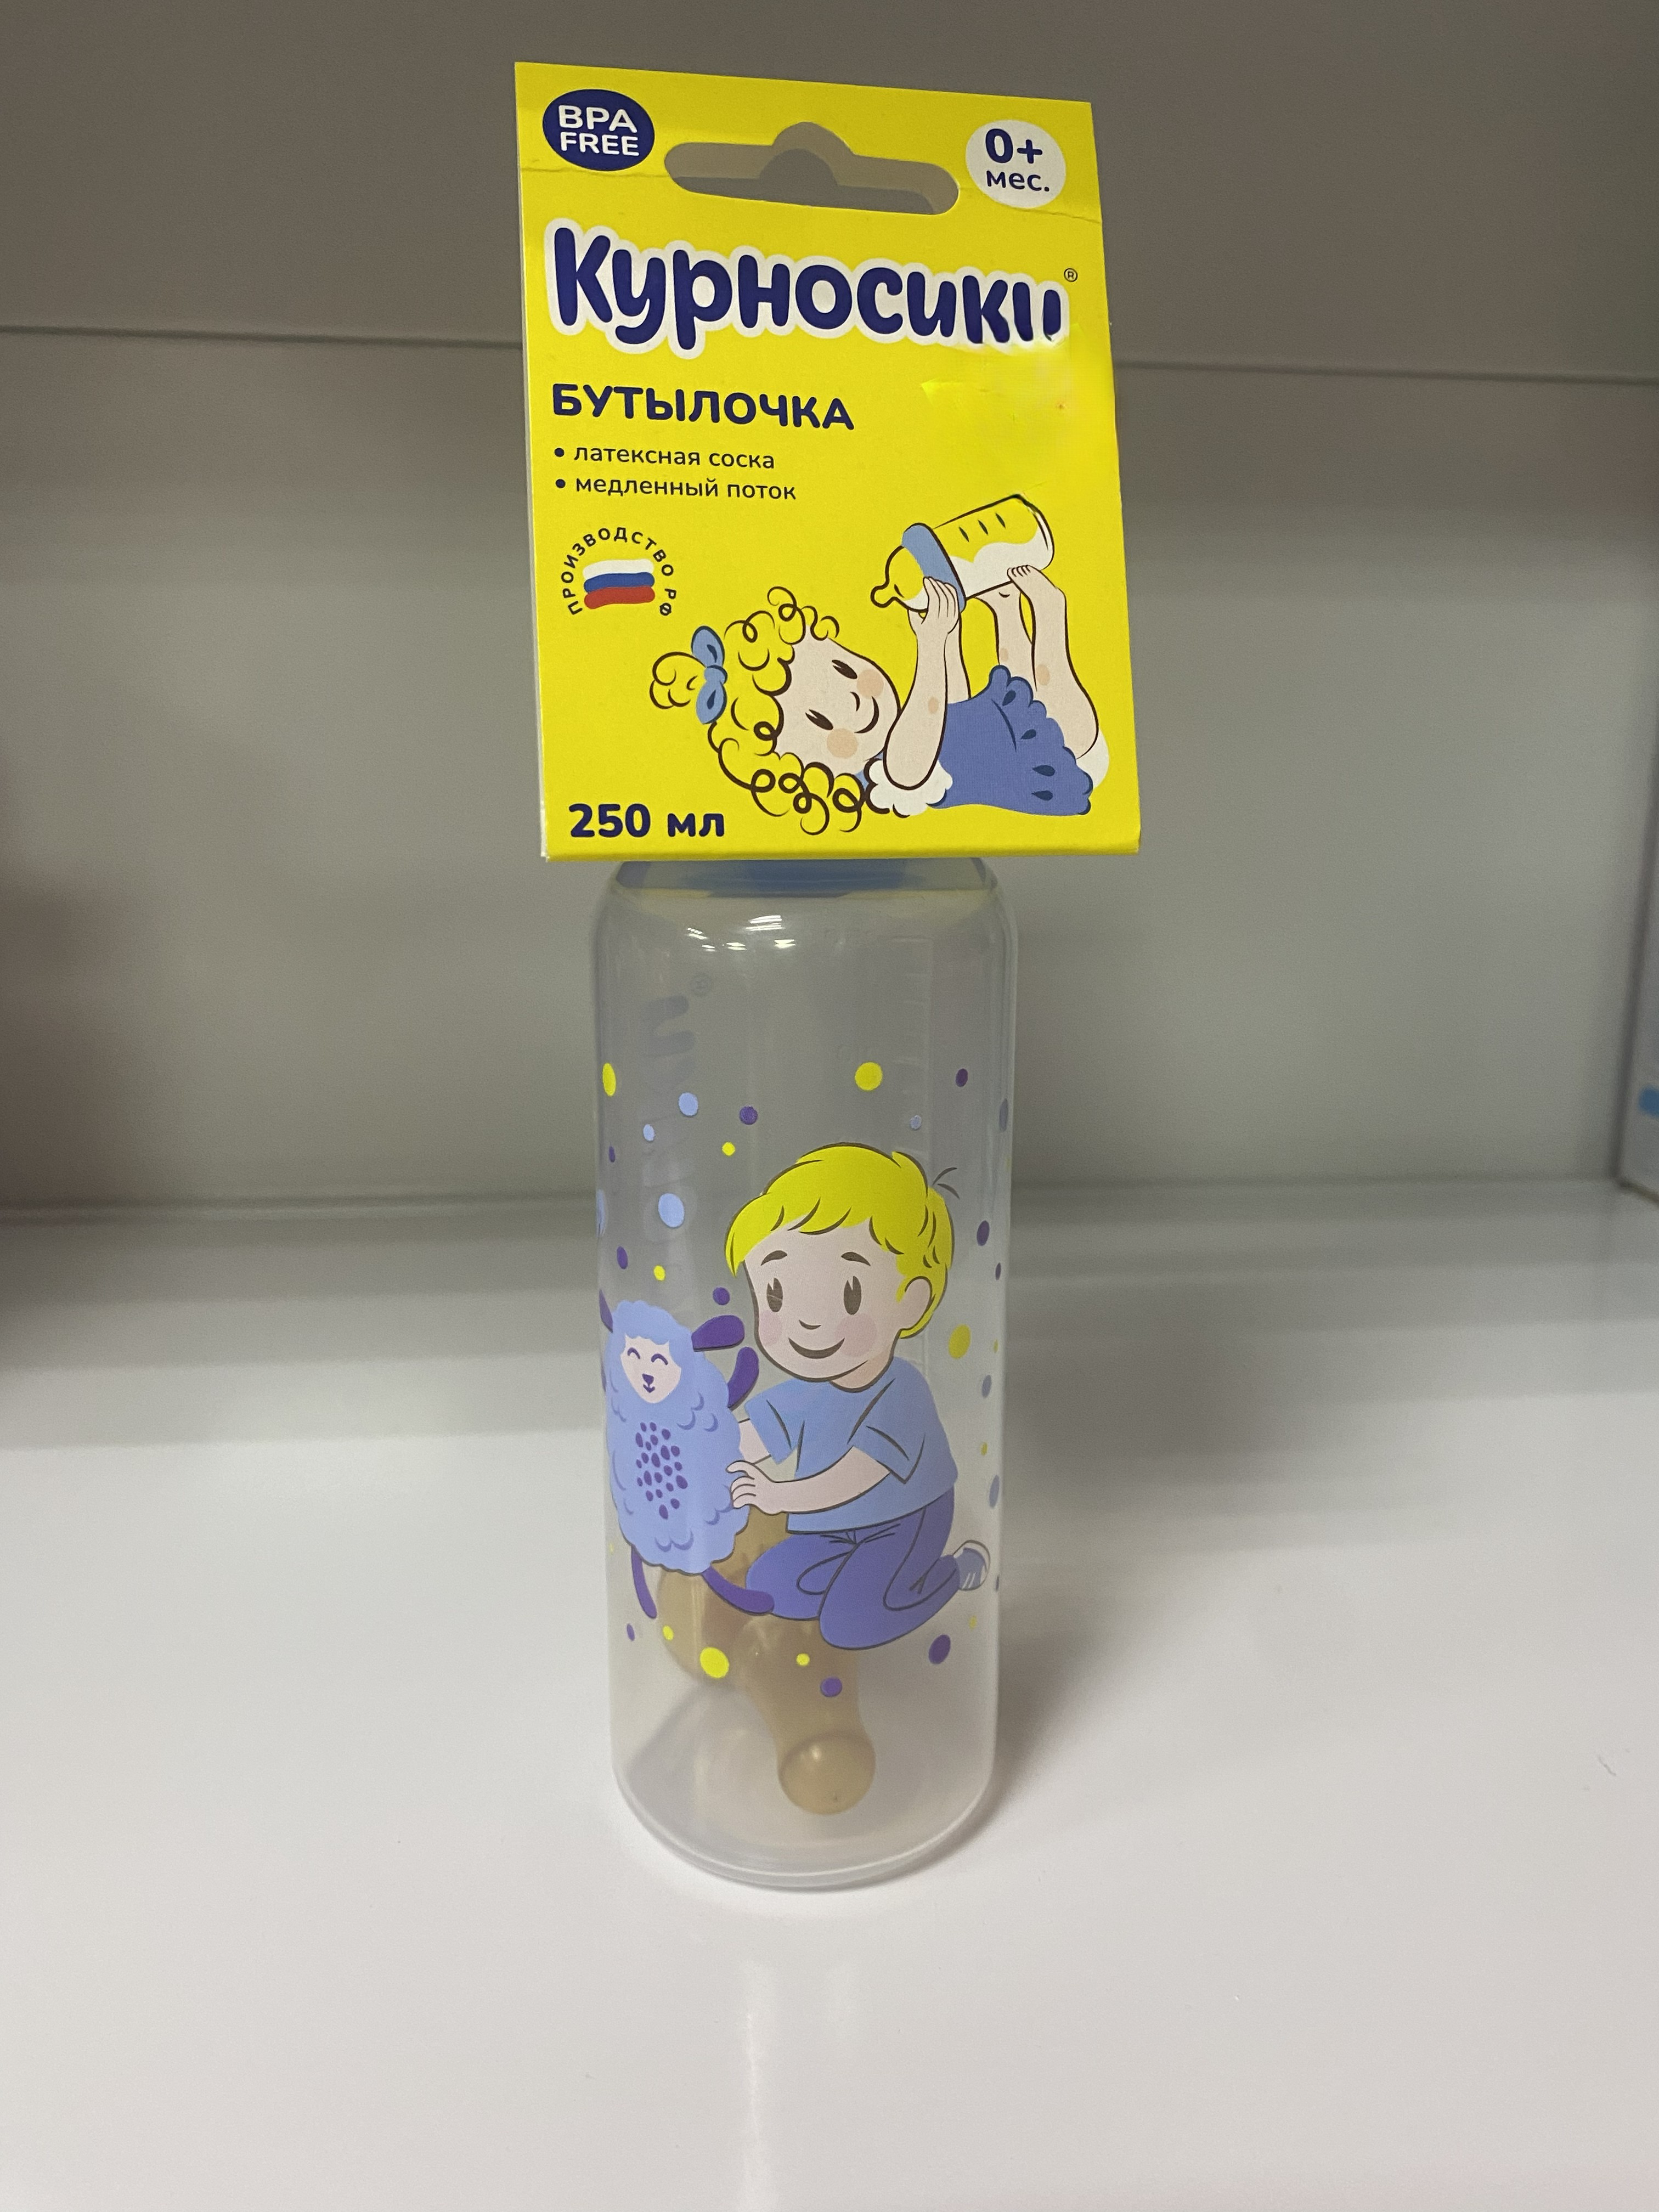 BPA
FREE
0+
мес.
Курносики®
БУТЫЛОЧКА
• латексная соска
• медленный поток
ПРОИЗВОДСТВО РФ
250 мл